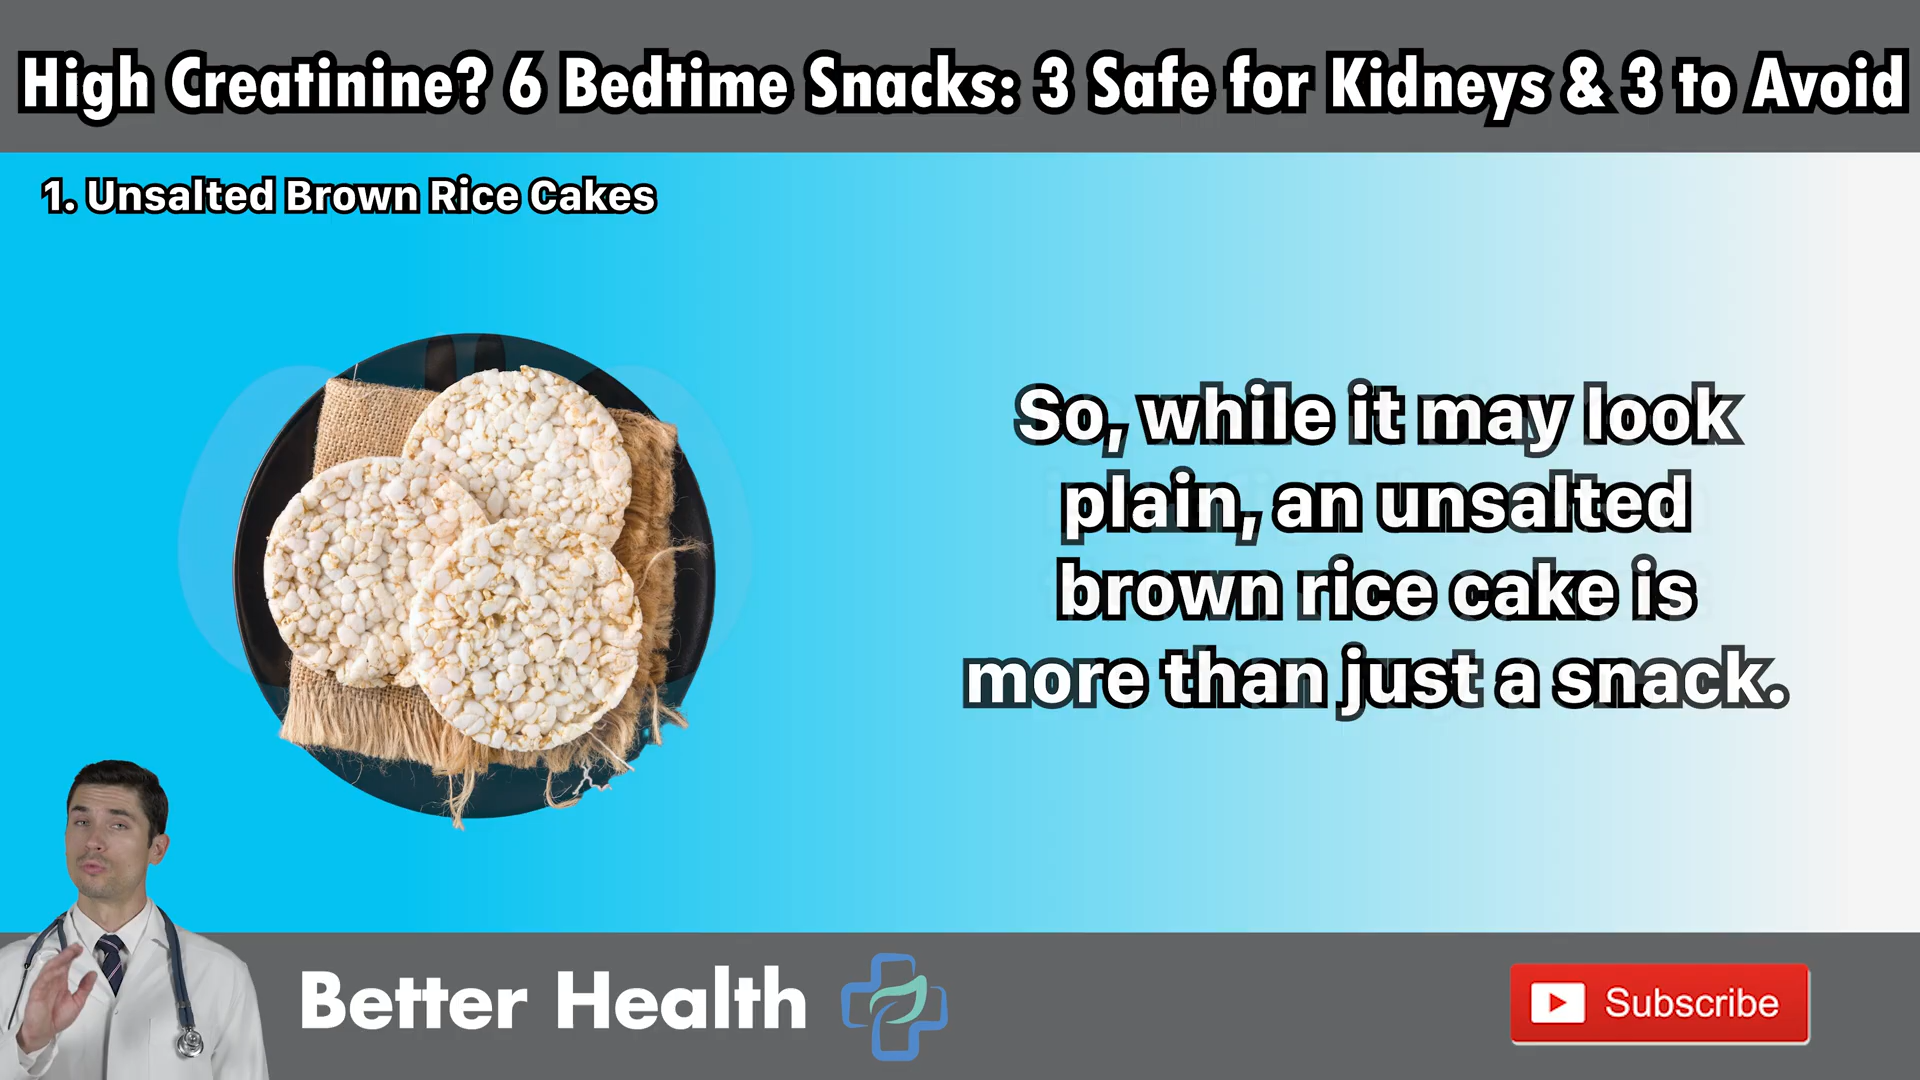 High Creatinine? 6 Bedtime Snacks: 3 Safe for Kidneys & 3 to Avoid
1. Unsalted Brown Rice Cakes
So, while it may look
plain, an unsalted
brown rice cake is
more than just a snack.
Better Health
Subscribe